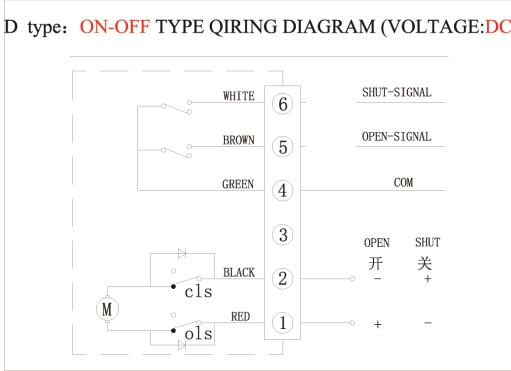 D type: ON-OFF TYPE QIRING DIAGRAM (VOLTAGE:DC
WHITE 6 SHUT-SIGNAL
BROWN 5 OPEN-SIGNAL
GREEN 4 COM
3
OPEN SHUT
开 关
BLACK 2 - +
cls
M
RED 1 + -
ols